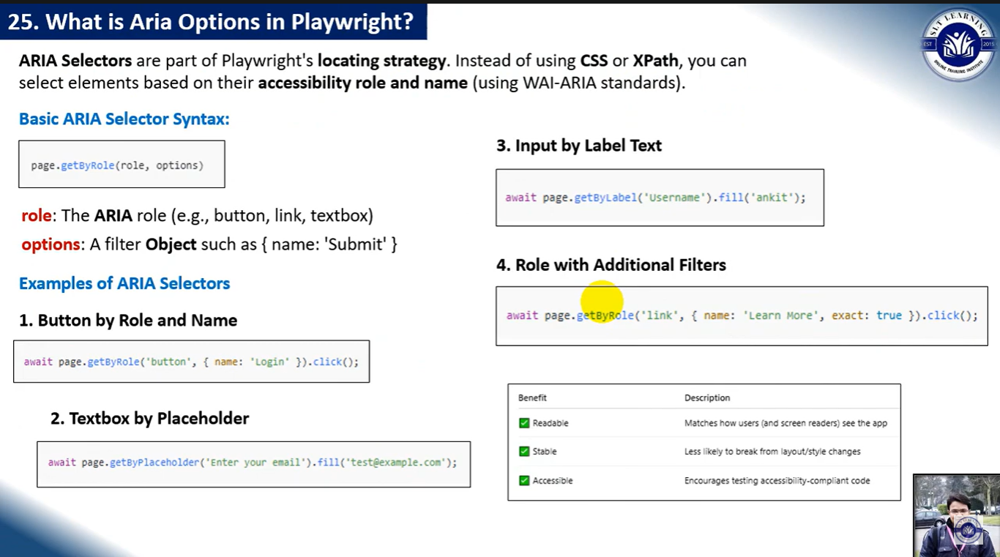 25. What is Aria Options in Playwright?
SLT LEARNING
EST
2015
ONLINE TRAINING INSTITUTE
ARIA Selectors are part of Playwright's locating strategy. Instead of using CSS or XPath, you can
select elements based on their accessibility role and name (using WAI-ARIA standards).
Basic ARIA Selector Syntax:
page.getByRole(role, options)
role: The ARIA role (e.g., button, link, textbox)
options: A filter Object such as { name: 'Submit' }
Examples of ARIA Selectors
1. Button by Role and Name
await page.getByRole('button', { name: 'Login' }).click();
2. Textbox by Placeholder
await page.getByPlaceholder('Enter your email').fill('test@example.com');
3. Input by Label Text
await page.getByLabel('Username').fill('ankit');
4. Role with Additional Filters
await page.getByRole('link', { name: 'Learn More', exact: true }).click();
Benefit Description
Readable Matches how users (and screen readers) see the app
Stable Less likely to break from layout/style changes
Accessible Encourages testing accessibility-compliant code